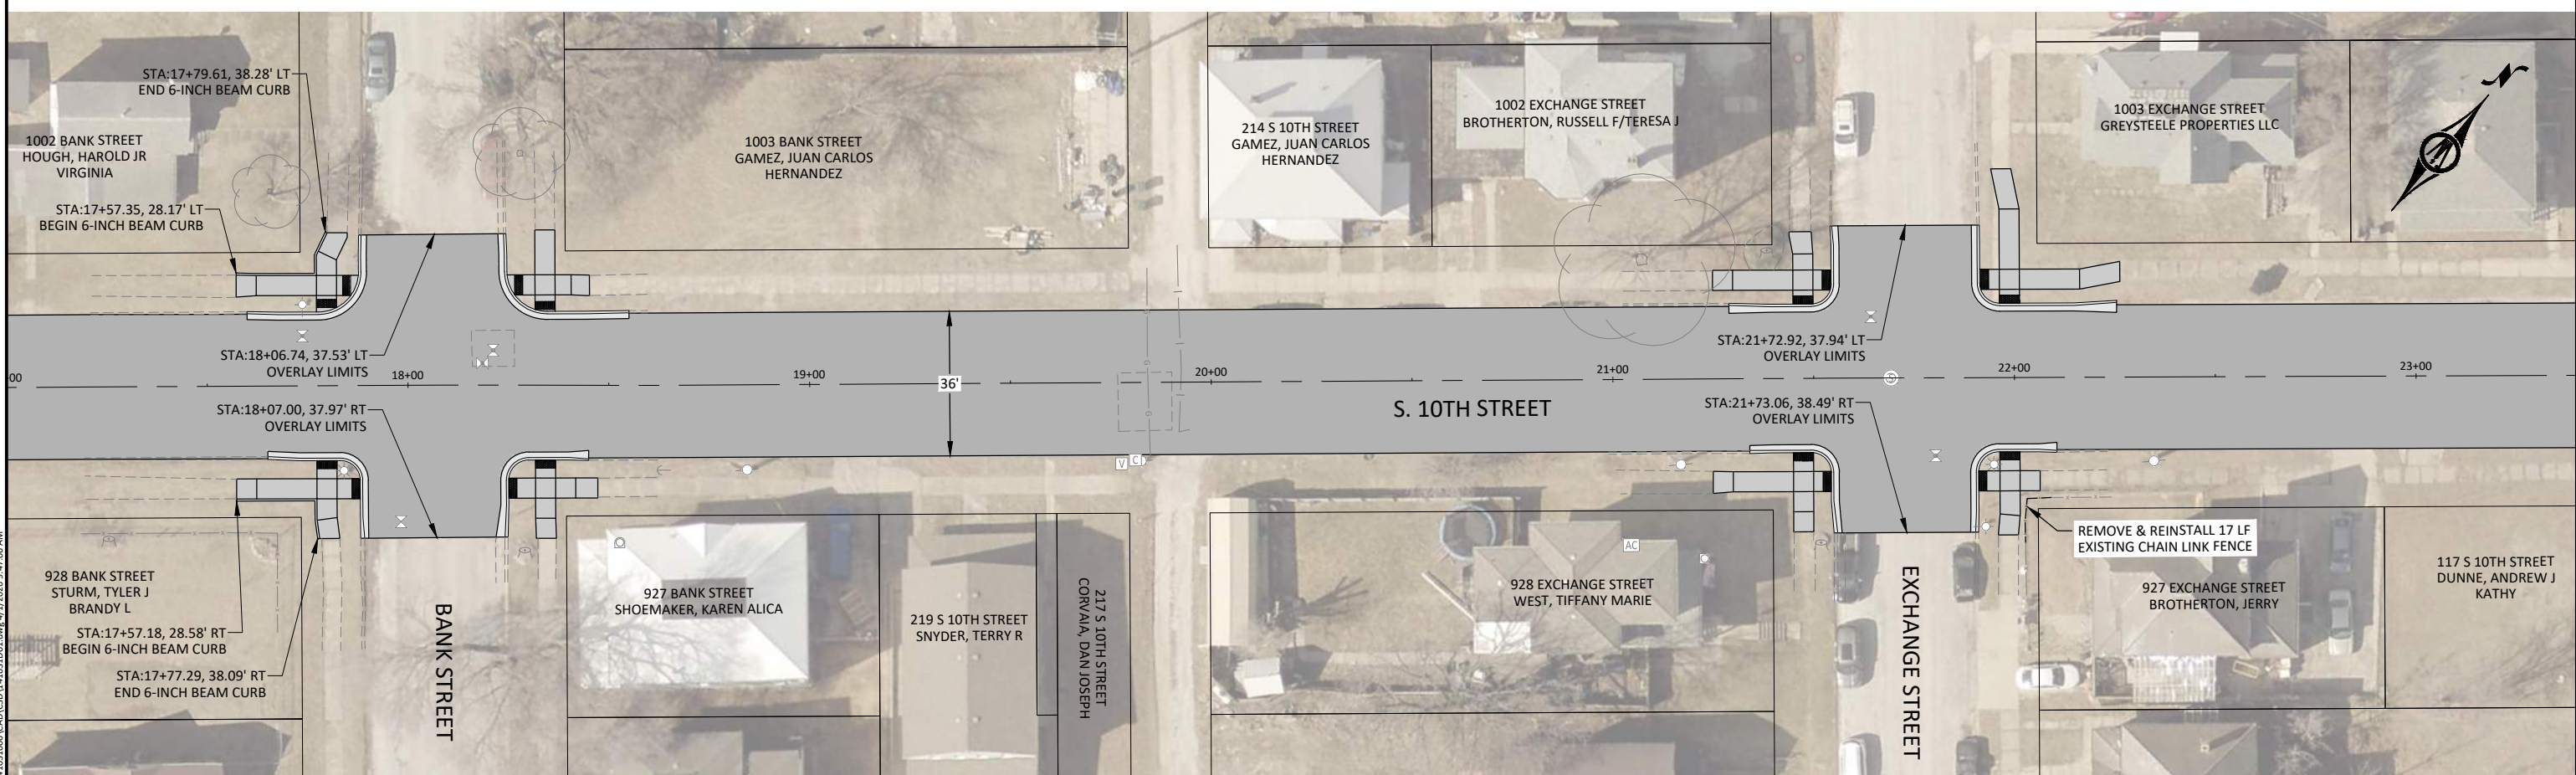 STA:17+79.61, 38.28' LT
END 6-INCH BEAM CURB
1002 BANK STREET
HOUGH, HAROLD JR
VIRGINIA
STA:17+57.35, 28.17' LT
BEGIN 6-INCH BEAM CURB
1003 BANK STREET
GAMEZ, JUAN CARLOS
HERNANDEZ
214 S 10TH STREET
GAMEZ, JUAN CARLOS
HERNANDEZ
1002 EXCHANGE STREET
BROTHERTON, RUSSELL F/TERESA J
1003 EXCHANGE STREET
GREYSTEELE PROPERTIES LLC
N
STA:18+06.74, 37.53' LT
OVERLAY LIMITS
STA:21+72.92, 37.94' LT
OVERLAY LIMITS
00
18+00
19+00
36'
20+00
21+00
S
22+00
23+00
STA:18+07.00, 37.97' RT
OVERLAY LIMITS
S. 10TH STREET
STA:21+73.06, 38.49' RT
OVERLAY LIMITS
V
C
AC
REMOVE & REINSTALL 17 LF
EXISTING CHAIN LINK FENCE
928 BANK STREET
STURM, TYLER J
BRANDY L
STA:17+57.18, 28.58' RT
BEGIN 6-INCH BEAM CURB
STA:17+77.29, 38.09' RT
END 6-INCH BEAM CURB
BANK STREET
927 BANK STREET
SHOEMAKER, KAREN ALICA
219 S 10TH STREET
SNYDER, TERRY R
217 S 10TH STREET
CORVAIA, DAN JOSEPH
928 EXCHANGE STREET
WEST, TIFFANY MARIE
EXCHANGE STREET
927 EXCHANGE STREET
BROTHERTON, JERRY
117 S 10TH STREET
DUNNE, ANDREW J
KATHY